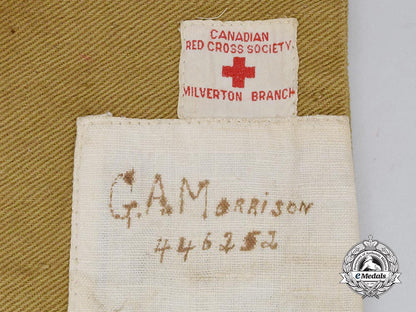 CANADIAN
RED CROSS SOCIETY
MILVERTON BRANCH
G.A. MORRISON
446252
eMedals